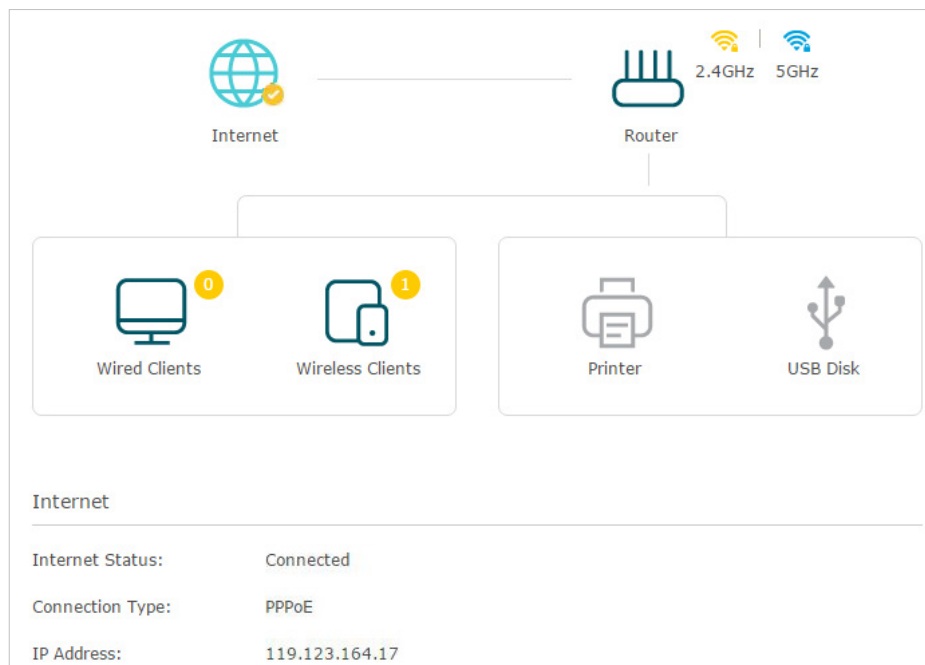 2.4GHz 5GHz
Internet Router
0 1
Wired Clients Wireless Clients Printer USB Disk
Internet
Internet Status: Connected
Connection Type: PPPoE
IP Address: 119.123.164.17